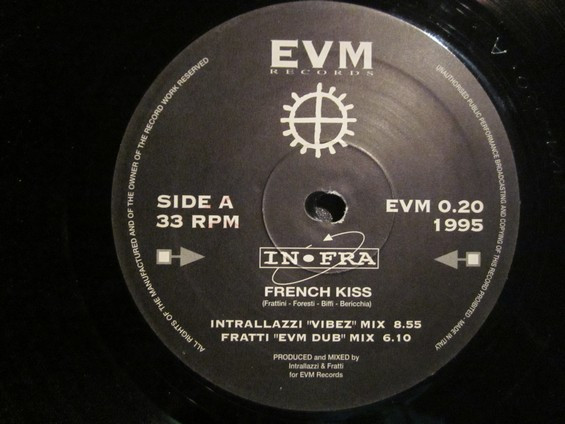 EVM
RECORDS
ALL RIGHTS OF THE MANUFACTURED AND OF THE OWNER OF THE RECORD WORK RESERVED
UNAUTHORISED PUBLIC PERFORMANCE BROADCASTING AND COPYING OF THIS RECORD PROHIBITED - MADE IN ITALY
SIDE A
33 RPM
EVM 0.20
1995
IN•FRA
FRENCH KISS
(Frattini - Foresti - Biffi - Bericchia)
INTRALLAZZI "VIBEZ" MIX 8.55
FRATTI "EVM DUB" MIX 6.10
PRODUCED and MIXED by
Intrallazzi & Fratti
for EVM Records